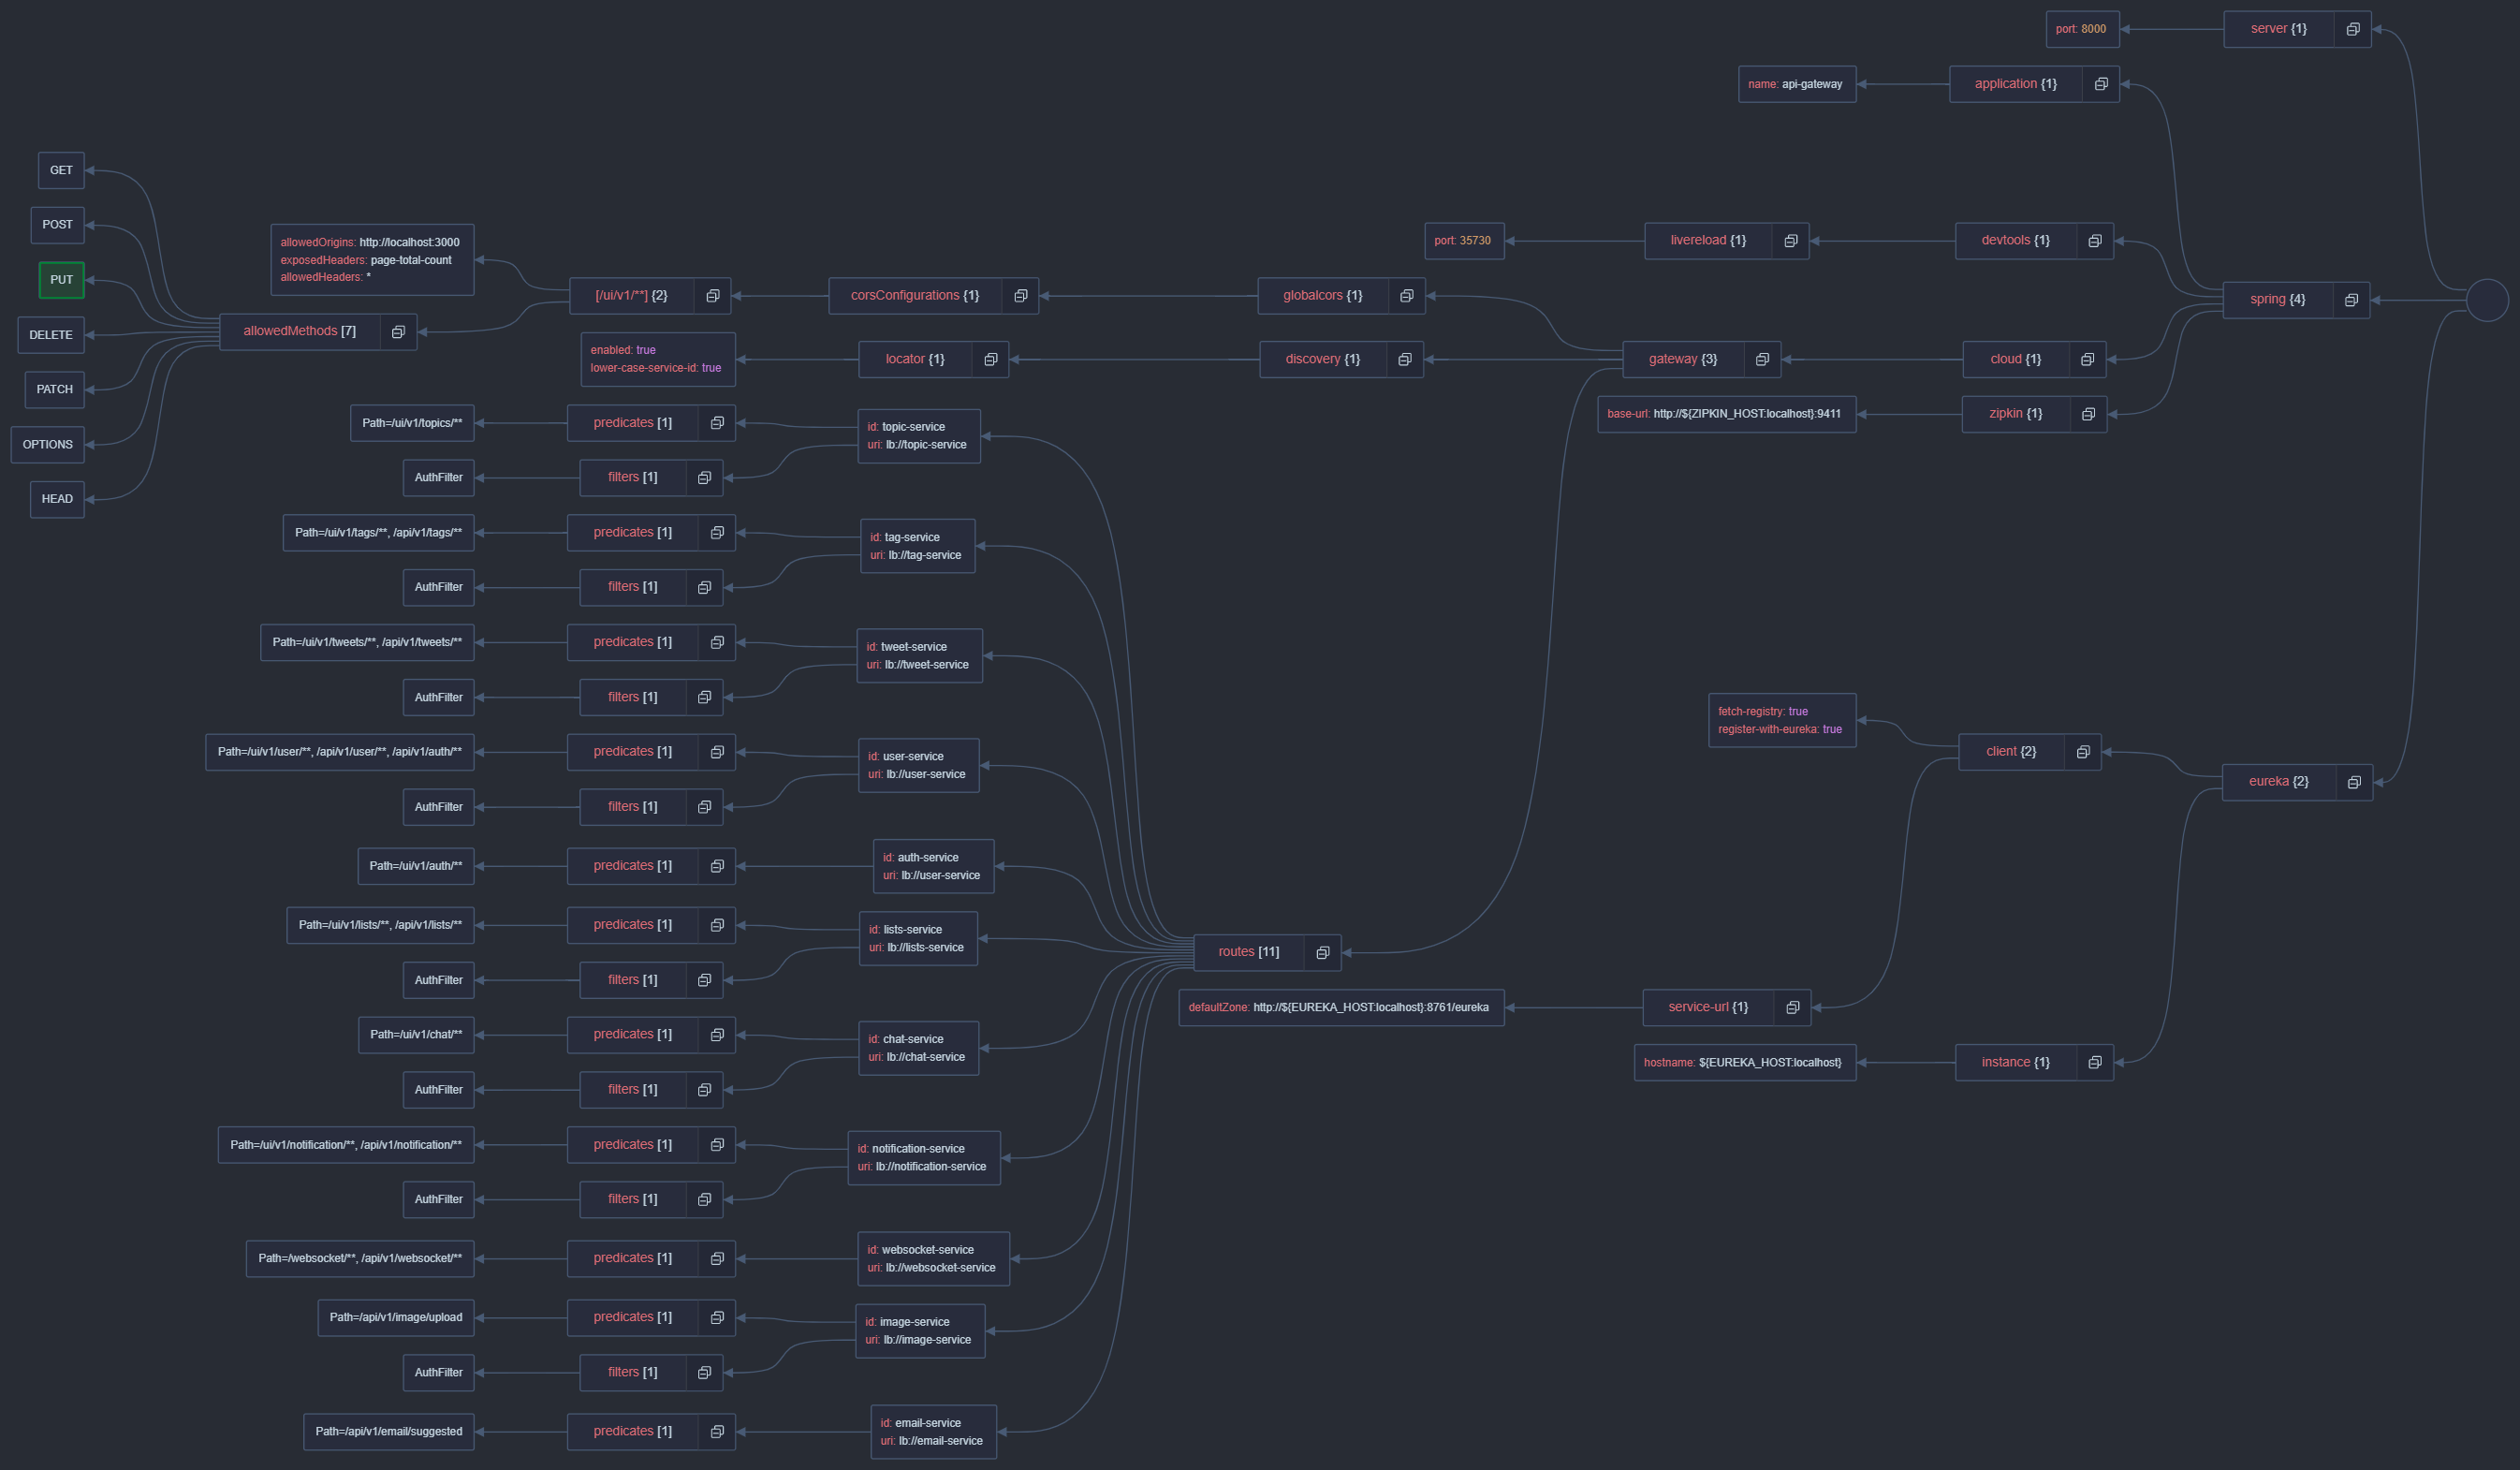 server {1}
port: 8000
application {1}
name: api-gateway
spring {4}
devtools {1}
livereload {1}
port: 35730
cloud {1}
gateway {3}
globalcors {1}
corsConfigurations {1}
[/ui/v1/**] {2}
allowedOrigins: http://localhost:3000
exposedHeaders: page-total-count
allowedHeaders: *
allowedMethods [7]
GET
POST
PUT
DELETE
PATCH
OPTIONS
HEAD
discovery {1}
locator {1}
enabled: true
lower-case-service-id: true
zipkin {1}
base-url: http://${ZIPKIN_HOST:localhost}:9411
routes [11]
id: topic-service
uri: lb://topic-service
predicates [1]
Path=/ui/v1/topics/**
filters [1]
AuthFilter
id: tag-service
uri: lb://tag-service
predicates [1]
Path=/ui/v1/tags/**, /api/v1/tags/**
filters [1]
AuthFilter
id: tweet-service
uri: lb://tweet-service
predicates [1]
Path=/ui/v1/tweets/**, /api/v1/tweets/**
filters [1]
AuthFilter
id: user-service
uri: lb://user-service
predicates [1]
Path=/ui/v1/user/**, /api/v1/user/**, /api/v1/auth/**
filters [1]
AuthFilter
id: auth-service
uri: lb://user-service
predicates [1]
Path=/ui/v1/auth/**
id: lists-service
uri: lb://lists-service
predicates [1]
Path=/ui/v1/lists/**, /api/v1/lists/**
filters [1]
AuthFilter
id: chat-service
uri: lb://chat-service
predicates [1]
Path=/ui/v1/chat/**
filters [1]
AuthFilter
id: notification-service
uri: lb://notification-service
predicates [1]
Path=/ui/v1/notification/**, /api/v1/notification/**
filters [1]
AuthFilter
id: websocket-service
uri: lb://websocket-service
predicates [1]
Path=/websocket/**, /api/v1/websocket/**
id: image-service
uri: lb://image-service
predicates [1]
Path=/api/v1/image/upload
filters [1]
AuthFilter
id: email-service
uri: lb://email-service
predicates [1]
Path=/api/v1/email/suggested
eureka {2}
client {2}
fetch-registry: true
register-with-eureka: true
service-url {1}
defaultZone: http://${EUREKA_HOST:localhost}:8761/eureka
instance {1}
hostname: ${EUREKA_HOST:localhost}